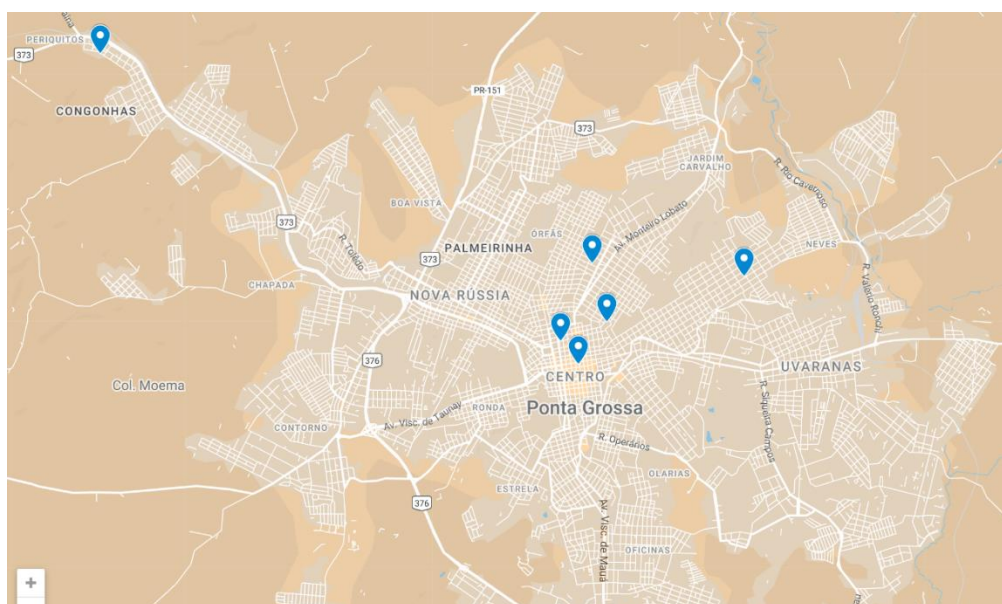 PERIQUITOS
373
CONGONHAS
PR-151
373
JARDIM
CARVALHO
R. Rio Cavernoso
BOA VISTA
ÓRFÃS
Av. Monteiro Lobato
373
R. Tolêdo
PALMEIRINHA
373
NEVES
CHAPADA
NOVA RÚSSIA
R. Valério Ronchi
376
CENTRO
UVARANAS
Col. Moema
Ponta Grossa
RONDA
Av. Visc. de Taunay
CONTORNO
R. Operários
R. Siqueira Campos
OLARIAS
ESTRELA
376
Av. Visc. de Mauá
OFICINAS
+